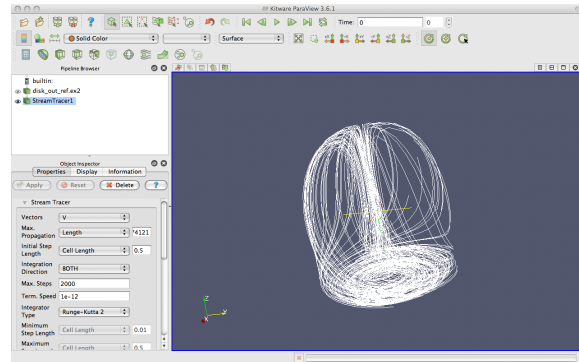 Kitware ParaView 3.6.1
Time: 0 0
Solid Color Surface
Pipeline Browser
builtin:
disk_out_ref.ex2
StreamTracer1
Object Inspector
Properties Display Information
Apply Reset Delete ?
Stream Tracer
Vectors V
Max.
Propagation Length *4121
Initial Step
Length Cell Length 0.5
Integration
Direction BOTH
Max. Steps 2000
Term. Speed 1e-12
Integrator
Type Runge-Kutta 2
Minimum
Step Length Cell Length 0.01
Maximum
Cell Length 0.5
Z
Y
X